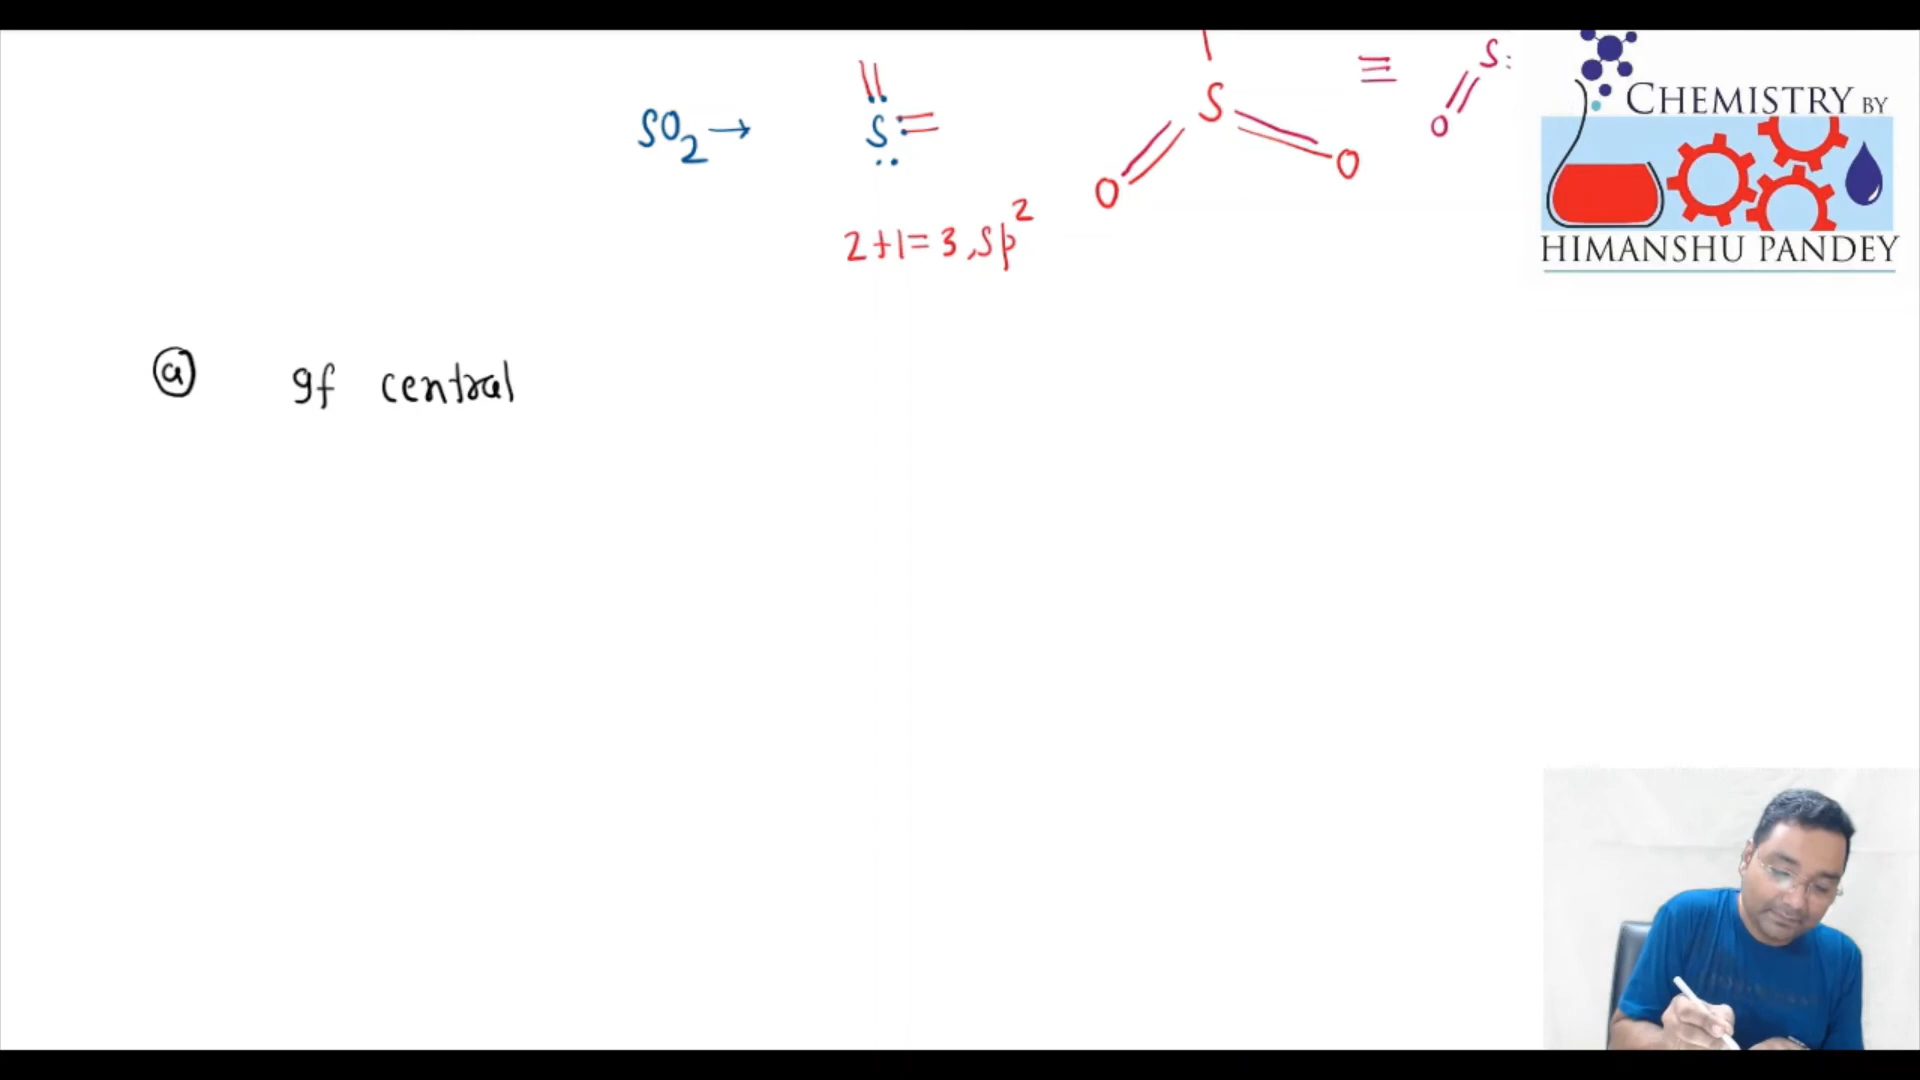 SO2 → S
S O O
≡ S: O
CHEMISTRY BY
HIMANSHU PANDEY
2+1=3, sp²
(a) If central